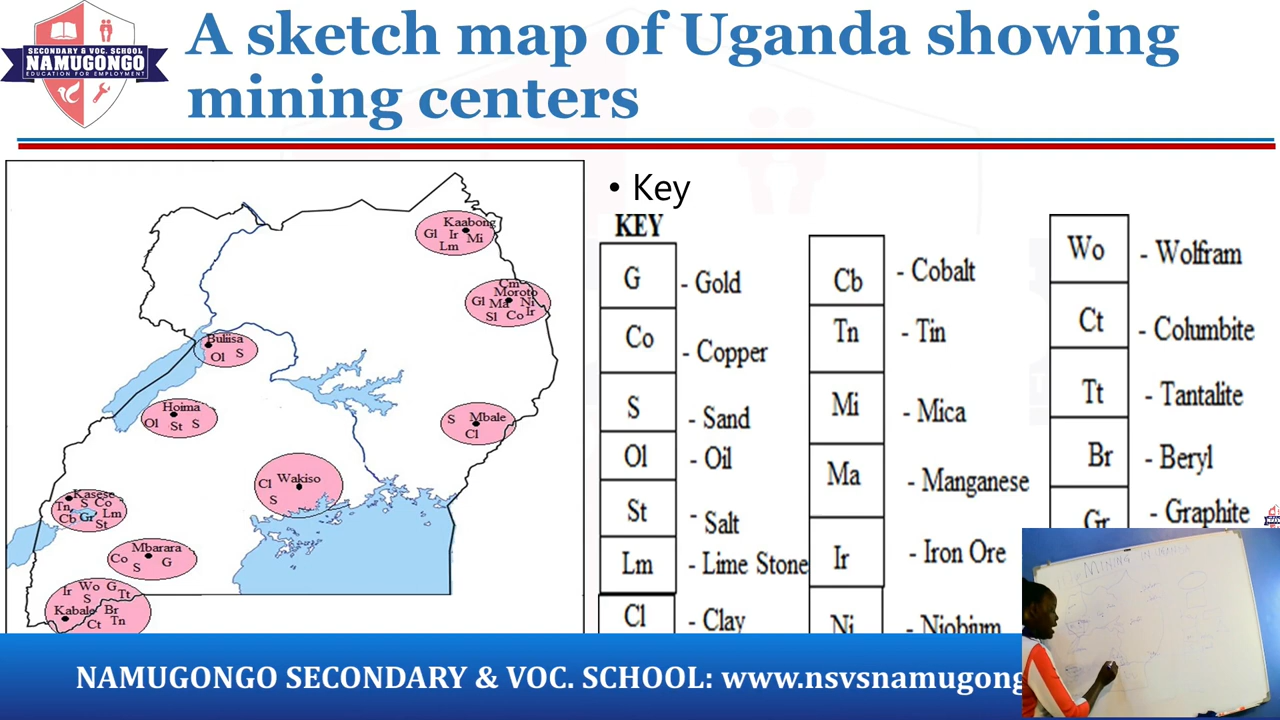 A sketch map of Uganda showing
mining centers
SECONDARY & VOC. SCHOOL
NAMUGONGO
EDUCATION FOR EMPLOYMENT
• Key
KEY
G - Gold
Co - Copper
S - Sand
Ol - Oil
St - Salt
Lm - Lime Stone
Cl - Clay
Cb - Cobalt
Tn - Tin
Mi - Mica
Ma - Manganese
Ir - Iron Ore
Ni - Niobium
Wo - Wolfram
Ct - Columbite
Tt - Tantalite
Br - Beryl
Gr - Graphite
Kaabong
Gl Ir Mi
Lm
Cm
Moroto
Gl Ma Ni
Sl Co Ir
Buliisa
Ol S
Hoima
Ol St S
S Mbale
Cl
Wakiso
Cl
S
Kasese
Tn S Co
Cb Gr Lm
St
Mbarara
Co S G
Ir Wo G Tt
S
Kabale Br
Ct Tn
MINING IN UGANDA
NAMUGONGO SECONDARY & VOC. SCHOOL: www.nsvsnamugong